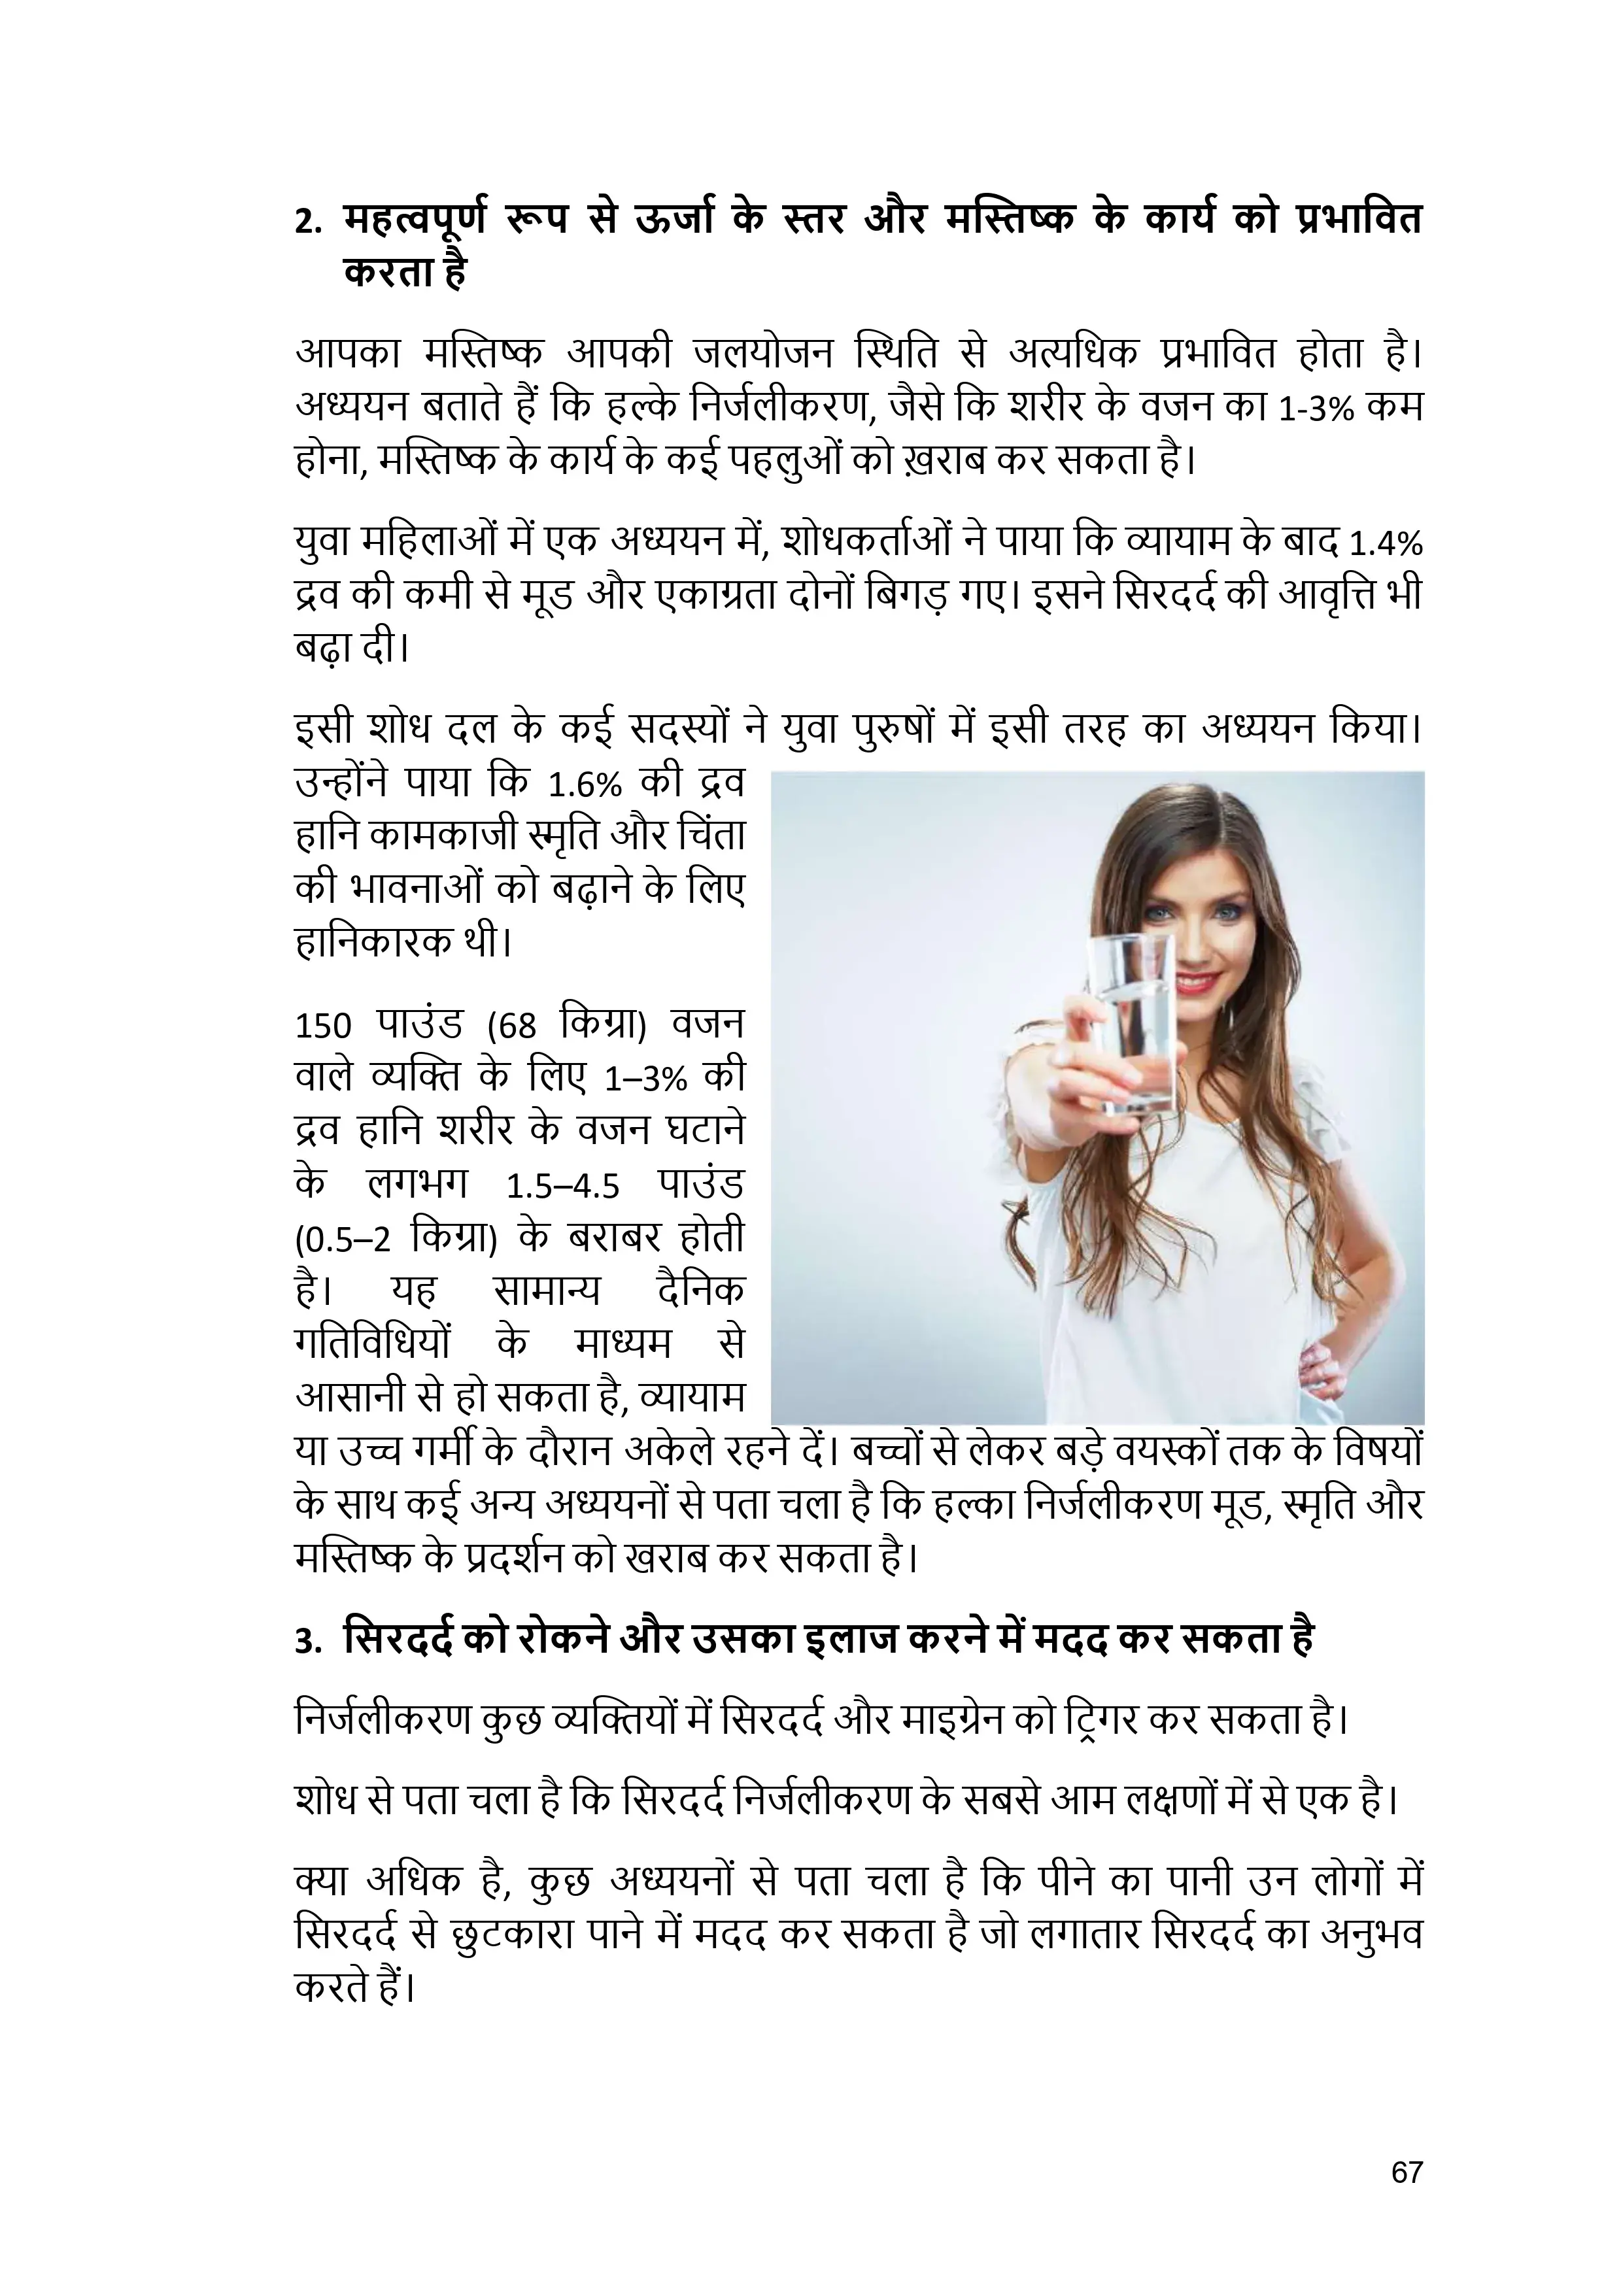 2. महत्वपूर्ण रूप से ऊर्जा के स्तर और मस्तिष्क के कार्य को प्रभावित
करता है
आपका मस्तिष्क आपकी जलयोजन स्थिति से अत्यधिक प्रभावित होता है।
अध्ययन बताते हैं कि हल्के निर्जलीकरण, जैसे कि शरीर के वजन का 1-3% कम
होना, मस्तिष्क के कार्य के कई पहलुओं को ख़राब कर सकता है।
युवा महिलाओं में एक अध्ययन में, शोधकर्ताओं ने पाया कि व्यायाम के बाद 1.4%
द्रव की कमी से मूड और एकाग्रता दोनों बिगड़ गए। इसने सिरदर्द की आवृत्ति भी
बढ़ा दी।
इसी शोध दल के कई सदस्यों ने युवा पुरुषों में इसी तरह का अध्ययन किया।
उन्होंने पाया कि 1.6% की द्रव
हानि कामकाजी स्मृति और चिंता
की भावनाओं को बढ़ाने के लिए
हानिकारक थी।
150 पाउंड (68 किग्रा) वजन
वाले व्यक्ति के लिए 1–3% की
द्रव हानि शरीर के वजन घटाने
के लगभग 1.5–4.5 पाउंड
(0.5–2 किग्रा) के बराबर होती
है। यह सामान्य दैनिक
गतिविधियों के माध्यम से
आसानी से हो सकता है, व्यायाम
या उच्च गर्मी के दौरान अकेले रहने दें। बच्चों से लेकर बड़े वयस्कों तक के विषयों
के साथ कई अन्य अध्ययनों से पता चला है कि हल्का निर्जलीकरण मूड, स्मृति और
मस्तिष्क के प्रदर्शन को खराब कर सकता है।
3. सिरदर्द को रोकने और उसका इलाज करने में मदद कर सकता है
निर्जलीकरण कुछ व्यक्तियों में सिरदर्द और माइग्रेन को ट्रिगर कर सकता है।
शोध से पता चला है कि सिरदर्द निर्जलीकरण के सबसे आम लक्षणों में से एक है।
क्या अधिक है, कुछ अध्ययनों से पता चला है कि पीने का पानी उन लोगों में
सिरदर्द से छुटकारा पाने में मदद कर सकता है जो लगातार सिरदर्द का अनुभव
करते हैं।
67